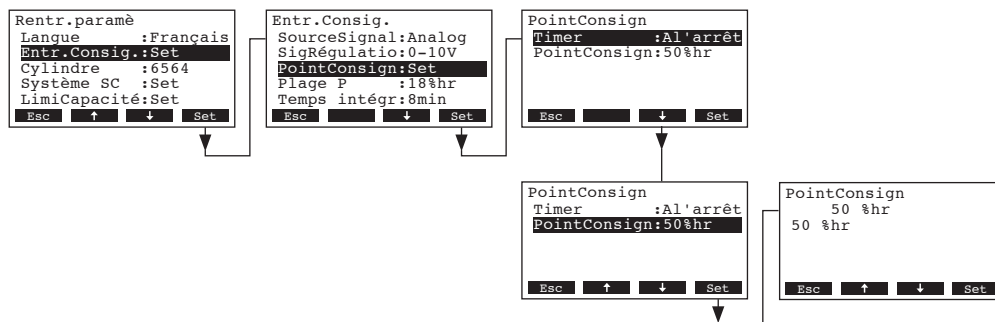 Rentr.paramè
Langue :Français
Entr.Consig.:Set
Cylindre :6564
Système SC :Set
LimiCapacité:Set
Esc ↑ ↓ Set
Entr.Consig.
SourceSignal:Analog
SigRégulatio:0-10V
PointConsign:Set
Plage P :18%hr
Temps intégr:8min
Esc ↓ Set
PointConsign
Timer :Al'arrêt
PointConsign:50%hr
Esc ↓ Set
PointConsign
Timer :Al'arrêt
PointConsign:50%hr
Esc ↑ ↓ Set
PointConsign
50 %hr
50 %hr
Esc ↑ ↓ Set